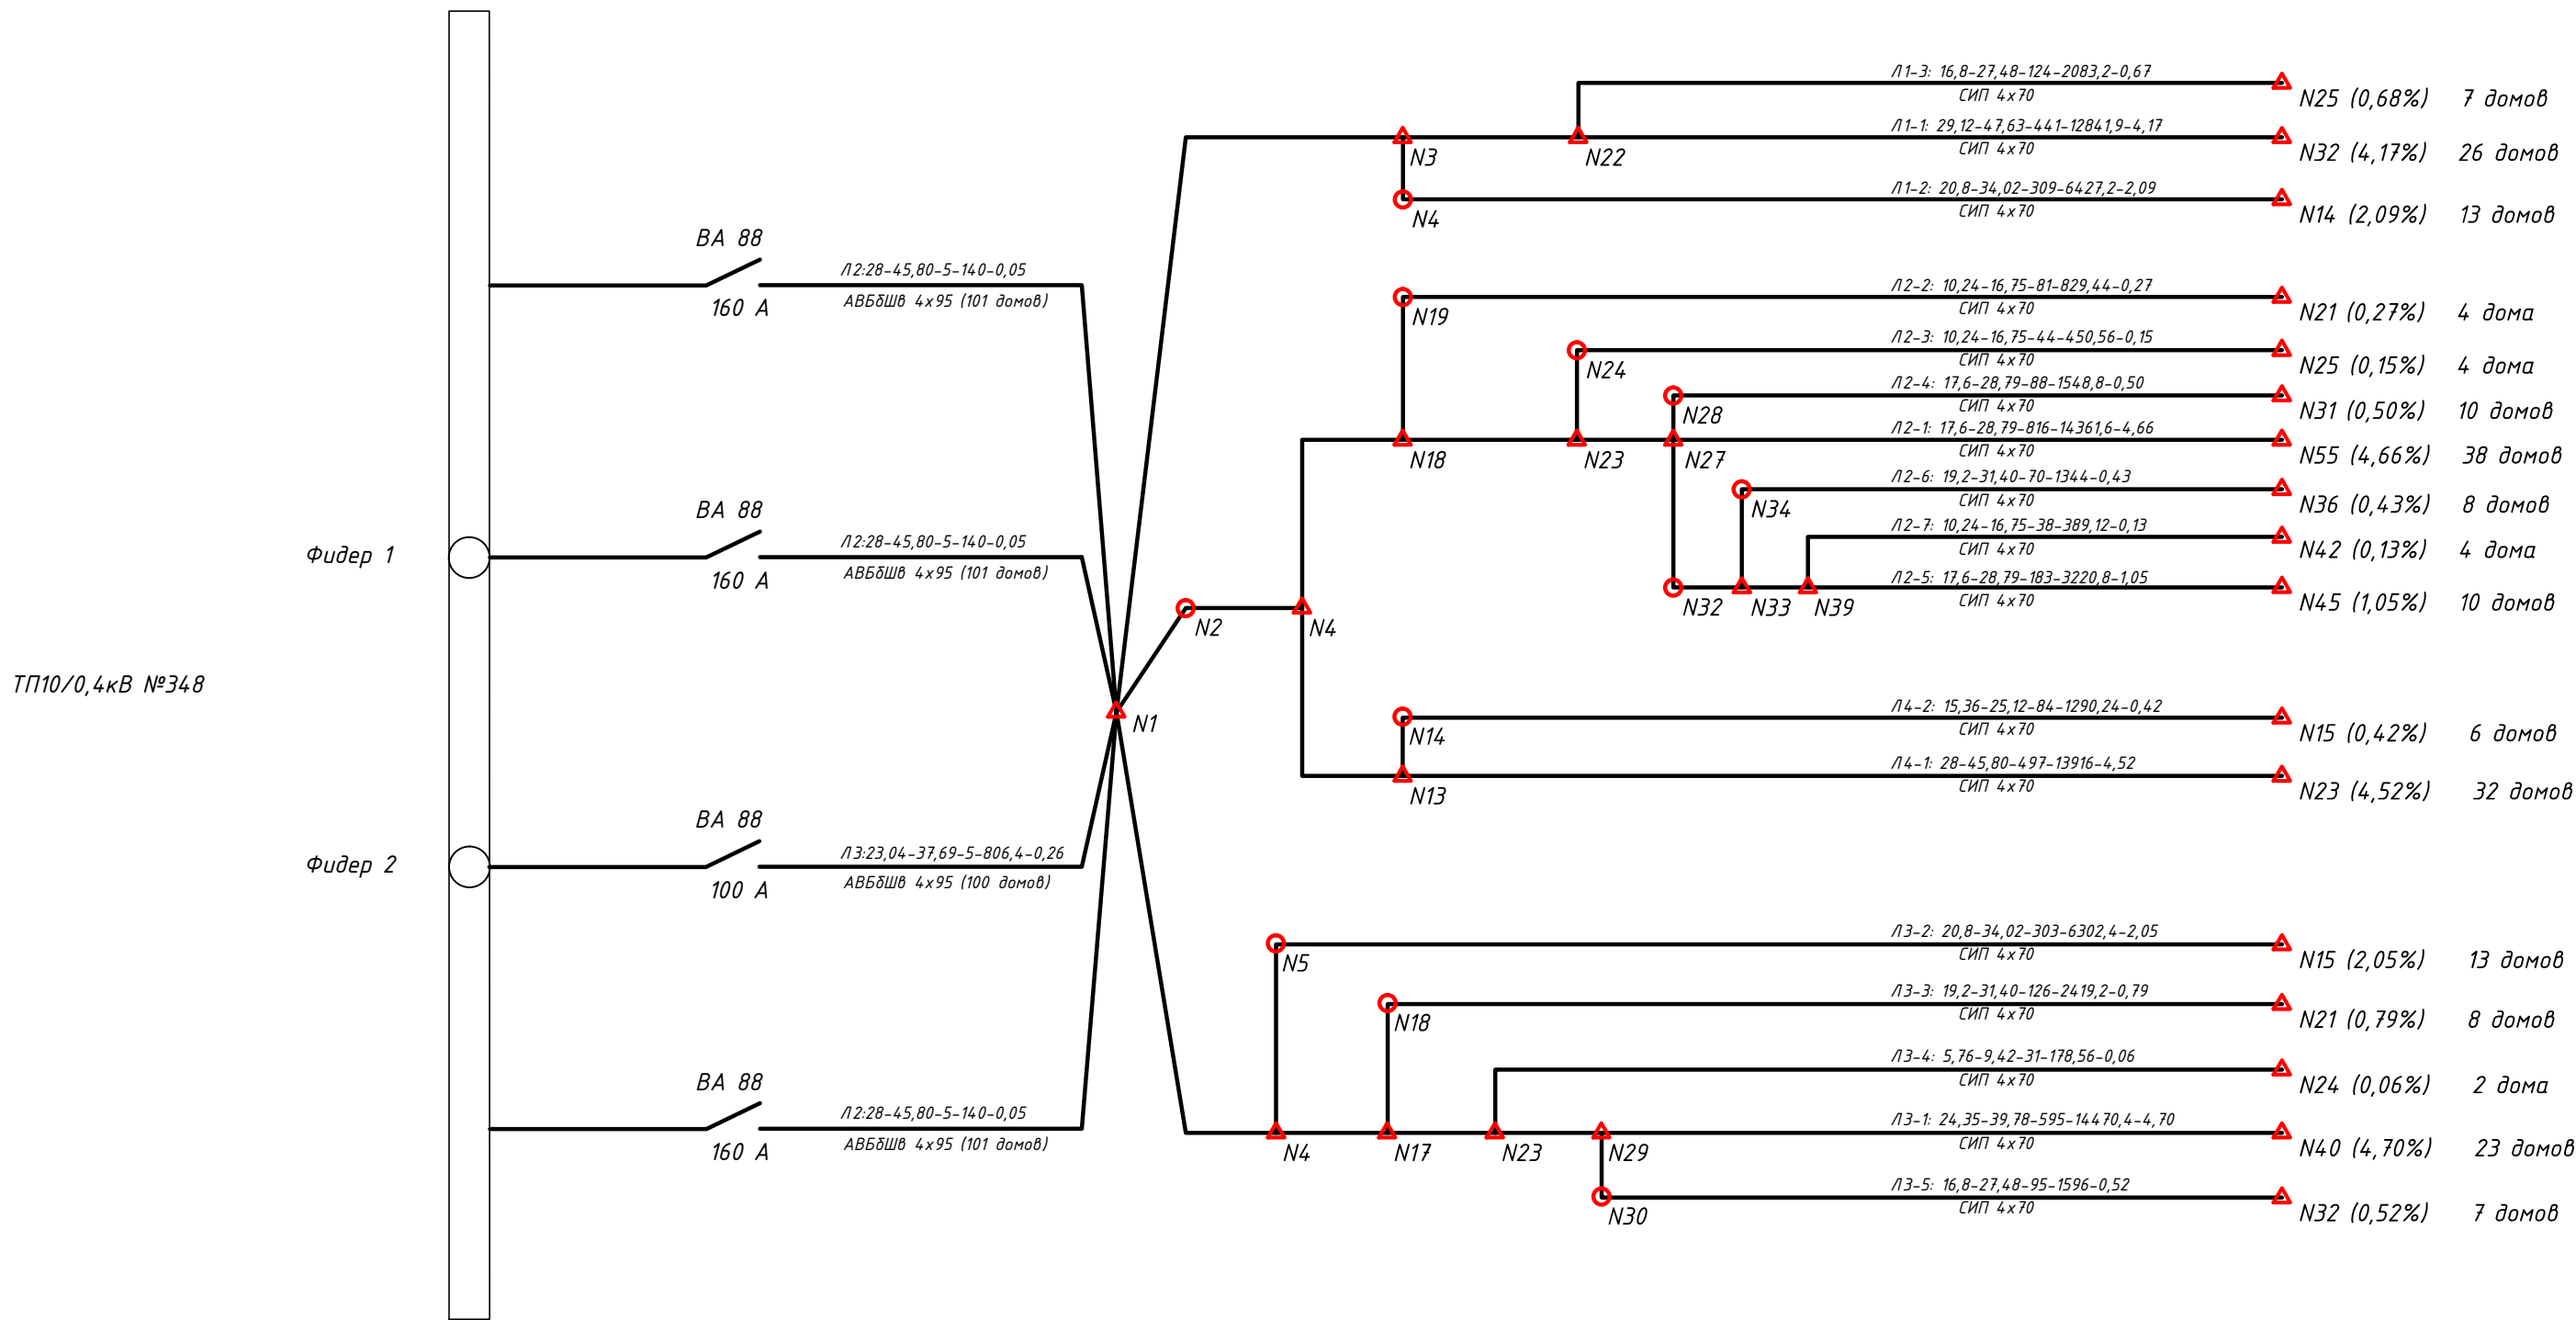 ТП10/0,4кВ №348
Фидер 1
Фидер 2
ВА 88
160 А
Л2:28-45,80-5-140-0,05
АВБбШв 4х95 (101 домов)
ВА 88
160 А
Л2:28-45,80-5-140-0,05
АВБбШв 4х95 (101 домов)
ВА 88
100 А
Л3:23,04-37,69-5-806,4-0,26
АВБбШв 4х95 (100 домов)
ВА 88
160 А
Л2:28-45,80-5-140-0,05
АВБбШв 4х95 (101 домов)
N1
N2
N4
N3
N22
N4
Л1-3: 16,8-27,48-124-2083,2-0,67
СИП 4х70
N25 (0,68%) 7 домов
Л1-1: 29,12-47,63-441-12841,9-4,17
СИП 4х70
N32 (4,17%) 26 домов
Л1-2: 20,8-34,02-309-6427,2-2,09
СИП 4х70
N14 (2,09%) 13 домов
N19
N24
N28
N18
N23
N27
N34
N32
N33
N39
Л2-2: 10,24-16,75-81-829,44-0,27
СИП 4х70
N21 (0,27%) 4 дома
Л2-3: 10,24-16,75-44-450,56-0,15
СИП 4х70
N25 (0,15%) 4 дома
Л2-4: 17,6-28,79-88-1548,8-0,50
СИП 4х70
N31 (0,50%) 10 домов
Л2-1: 17,6-28,79-816-14361,6-4,66
СИП 4х70
N55 (4,66%) 38 домов
Л2-6: 19,2-31,40-70-1344-0,43
СИП 4х70
N36 (0,43%) 8 домов
Л2-7: 10,24-16,75-38-389,12-0,13
СИП 4х70
N42 (0,13%) 4 дома
Л2-5: 17,6-28,79-183-3220,8-1,05
СИП 4х70
N45 (1,05%) 10 домов
N14
N13
Л4-2: 15,36-25,12-84-1290,24-0,42
СИП 4х70
N15 (0,42%) 6 домов
Л4-1: 28-45,80-497-13916-4,52
СИП 4х70
N23 (4,52%) 32 домов
N5
N18
N4
N17
N23
N29
N30
Л3-2: 20,8-34,02-303-6302,4-2,05
СИП 4х70
N15 (2,05%) 13 домов
Л3-3: 19,2-31,40-126-2419,2-0,79
СИП 4х70
N21 (0,79%) 8 домов
Л3-4: 5,76-9,42-31-178,56-0,06
СИП 4х70
N24 (0,06%) 2 дома
Л3-1: 24,35-39,78-595-14470,4-4,70
СИП 4х70
N40 (4,70%) 23 домов
Л3-5: 16,8-27,48-95-1596-0,52
СИП 4х70
N32 (0,52%) 7 домов